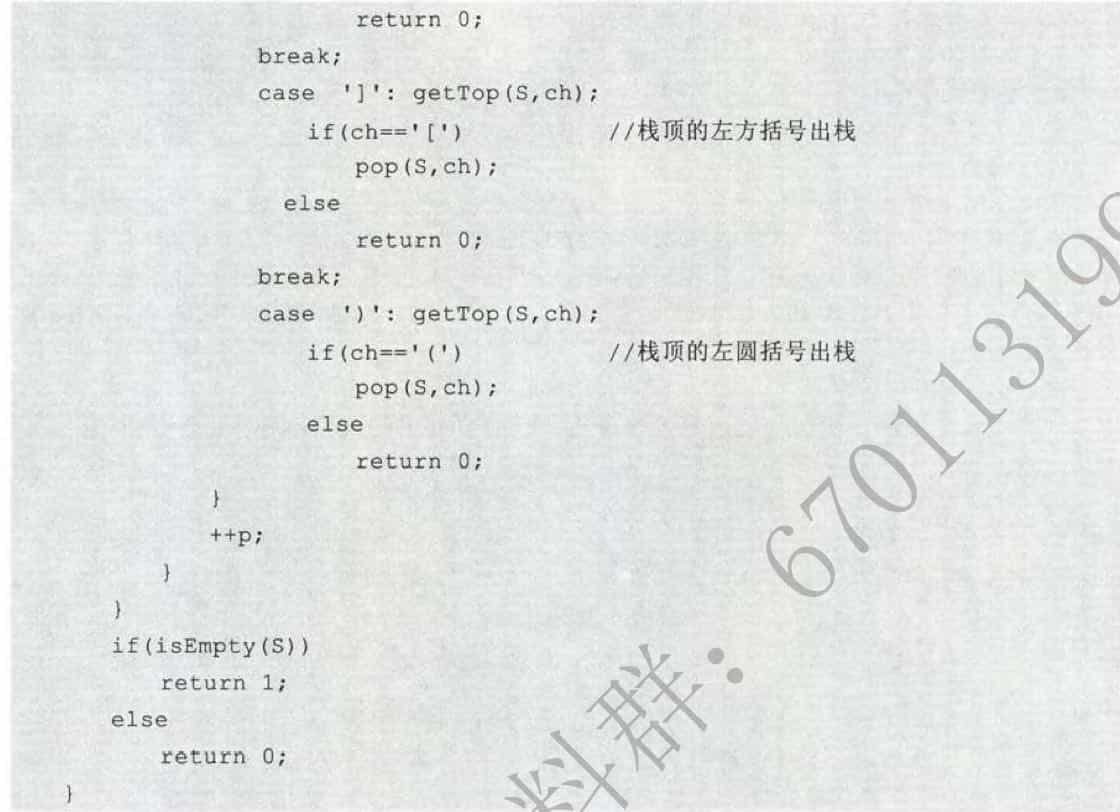 return 0;
                break;
                case  ']': getTop(S,ch);
                    if(ch=='[')            //栈顶的左方括号出栈
                        pop(S,ch);
                  else
                        return 0;
                break;
                case  ')': getTop(S,ch);
                    if(ch=='(')            //栈顶的左圆括号出栈
                        pop(S,ch);
                    else
                        return 0;
            }
            ++p;
        }
    }
    if(isEmpty(S))
        return 1;
    else
        return 0;
}
料群：67011319